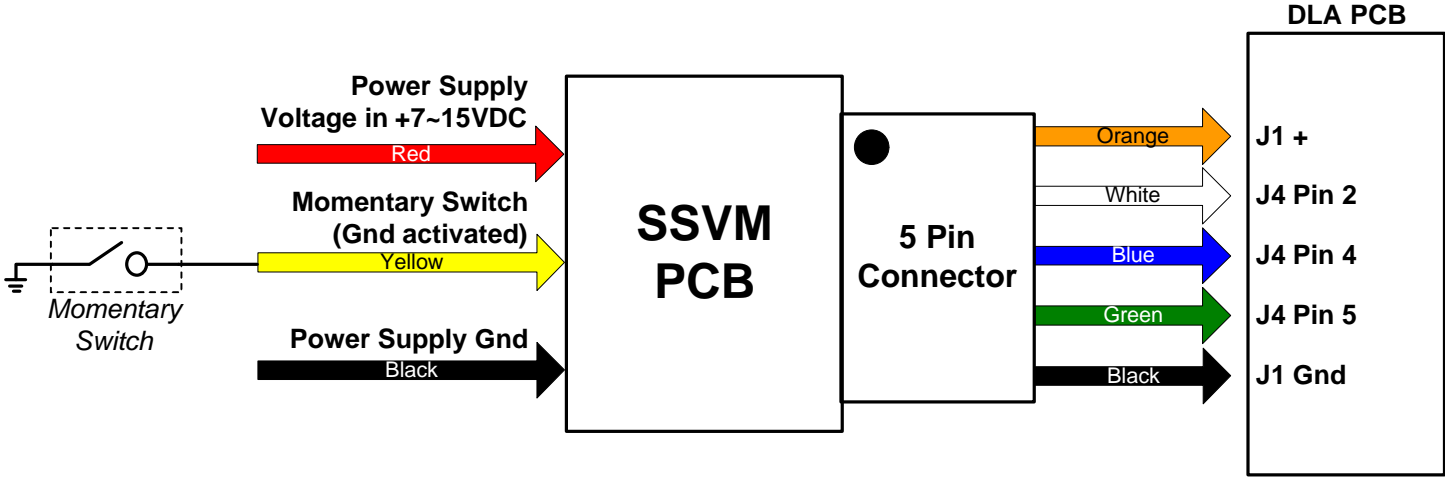 DLA PCB
Power Supply
Voltage in +7~15VDC
Red
Momentary Switch
(Gnd activated)
Yellow
Momentary
Switch
Power Supply Gnd
Black
SSVM
PCB
5 Pin
Connector
Orange
White
Blue
Green
Black
J1 +
J4 Pin 2
J4 Pin 4
J4 Pin 5
J1 Gnd